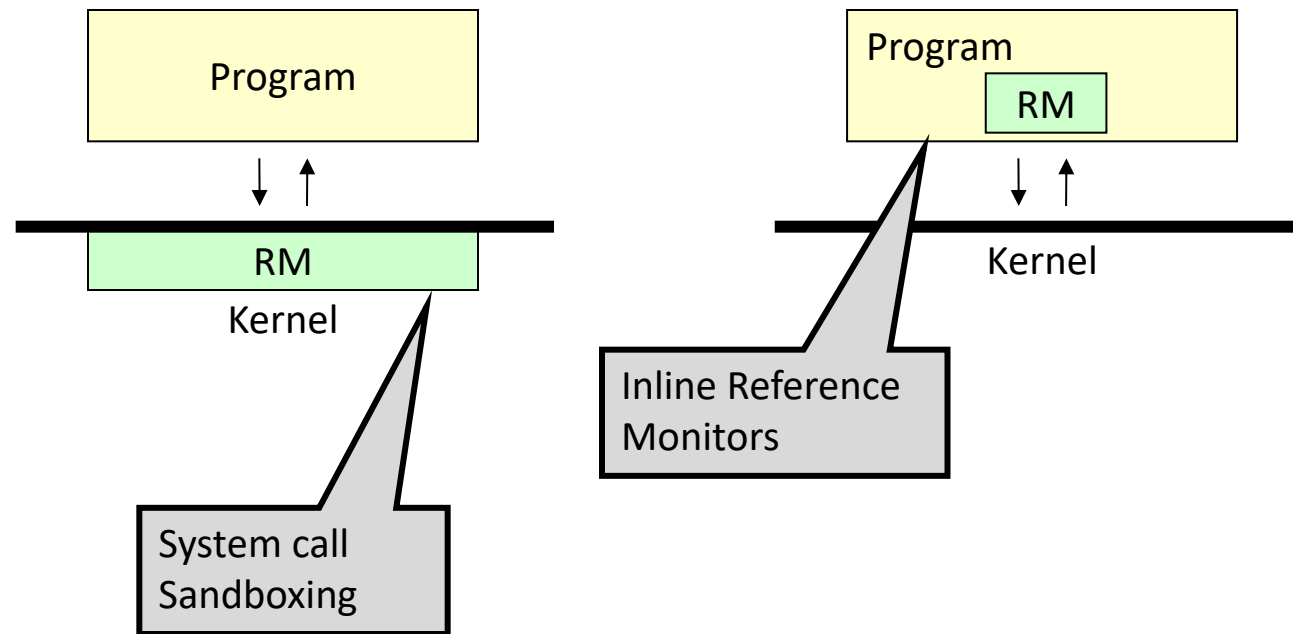 Program
RM
Kernel
System call
Sandboxing
Program
RM
Kernel
Inline Reference
Monitors